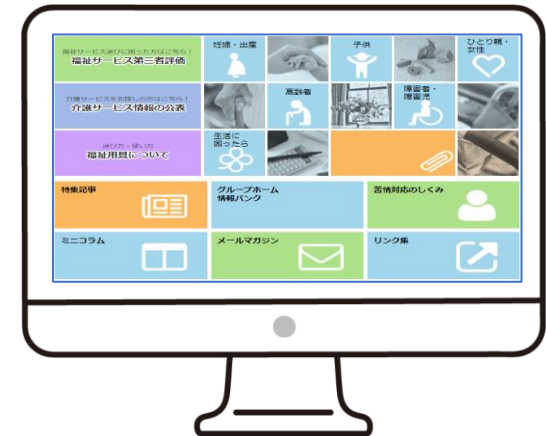 福祉サービス選びに困った方はこちら！
福祉サービス第三者評価
妊婦・出産
子供
ひとり親・
女性
介護サービスをお探しの方はこちら！
介護サービス情報の公表
高齢者
障害者・
障害児
選び方・使い方
福祉用具について
生活に
困ったら
特集記事
グループホーム
情報バンク
苦情対応のしくみ
ミニコラム
メールマガジン
リンク集